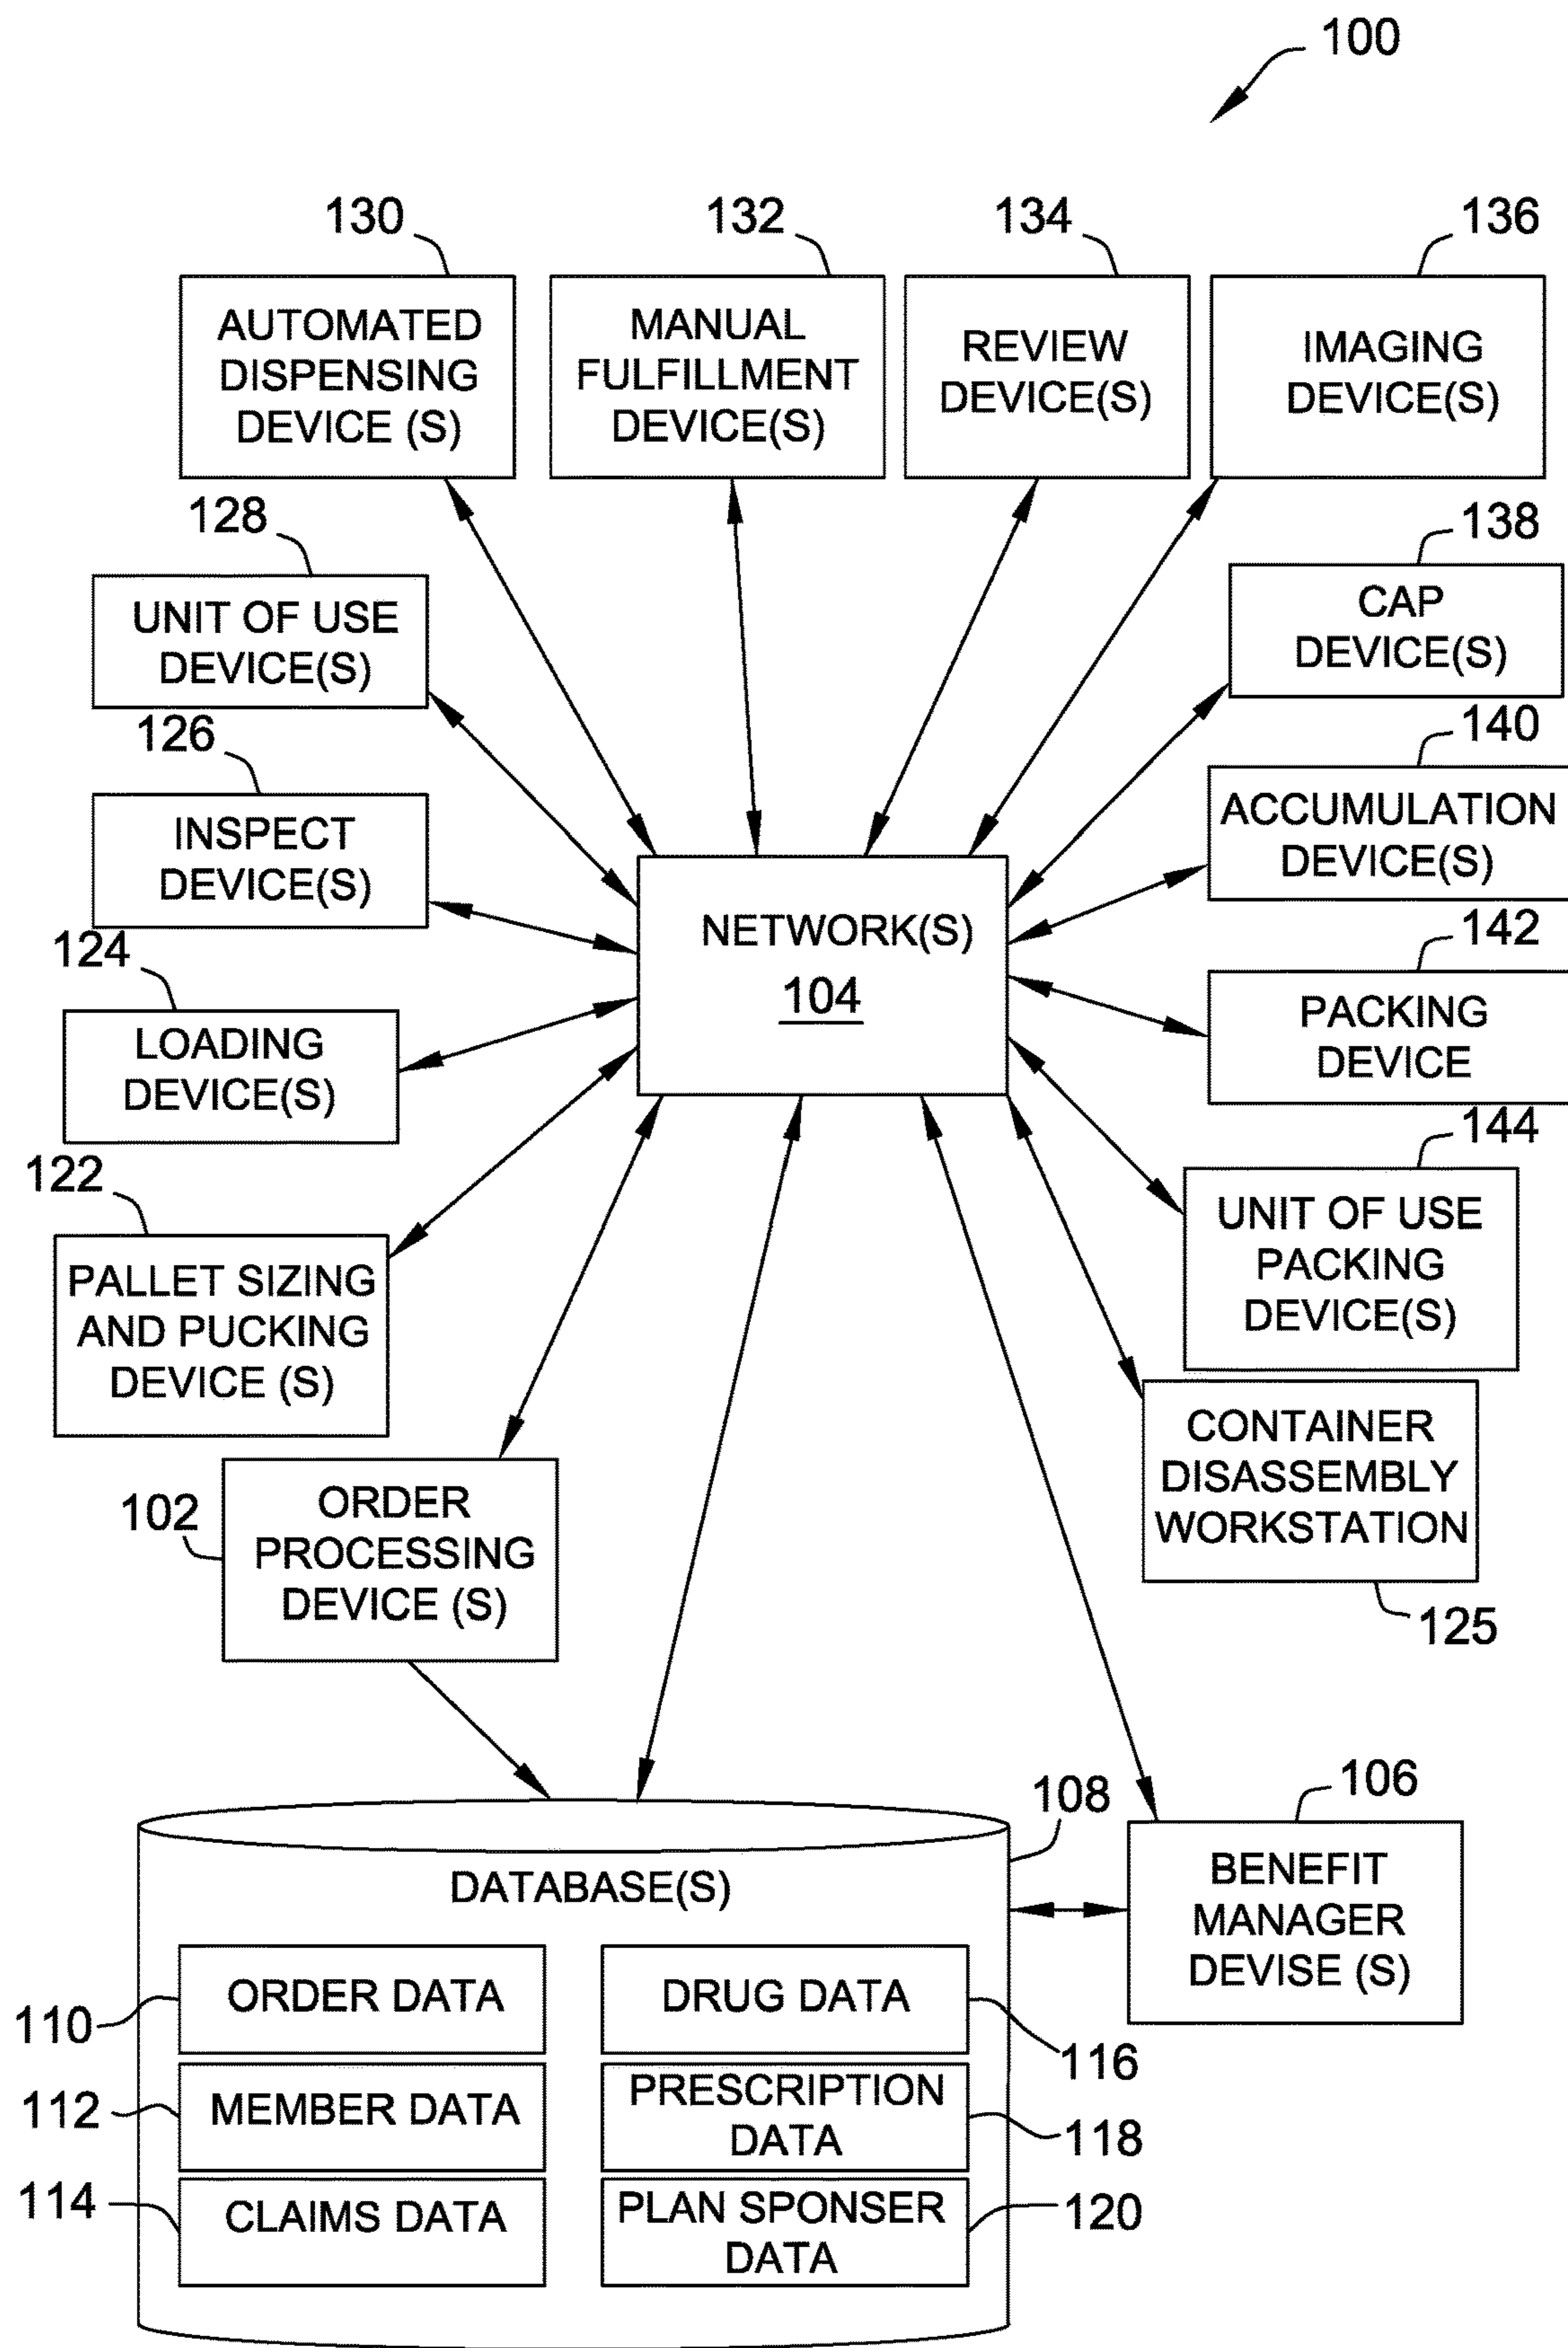 100
130
132
134
136
AUTOMATED
DISPENSING
DEVICE (S)
MANUAL
FULFILLMENT
DEVICE(S)
REVIEW
DEVICE(S)
IMAGING
DEVICE(S)
128
UNIT OF USE
DEVICE(S)
138
CAP
DEVICE(S)
126
INSPECT
DEVICE(S)
140
ACCUMULATION
DEVICE(S)
NETWORK(S)
104
124
LOADING
DEVICE(S)
142
PACKING
DEVICE
122
PALLET SIZING
AND PUCKING
DEVICE (S)
144
UNIT OF USE
PACKING
DEVICE(S)
102
ORDER
PROCESSING
DEVICE (S)
CONTAINER
DISASSEMBLY
WORKSTATION
125
108
DATABASE(S)
106
BENEFIT
MANAGER
DEVISE (S)
110
ORDER DATA
DRUG DATA
116
112
MEMBER DATA
PRESCRIPTION
DATA
118
114
CLAIMS DATA
PLAN SPONSER
DATA
120